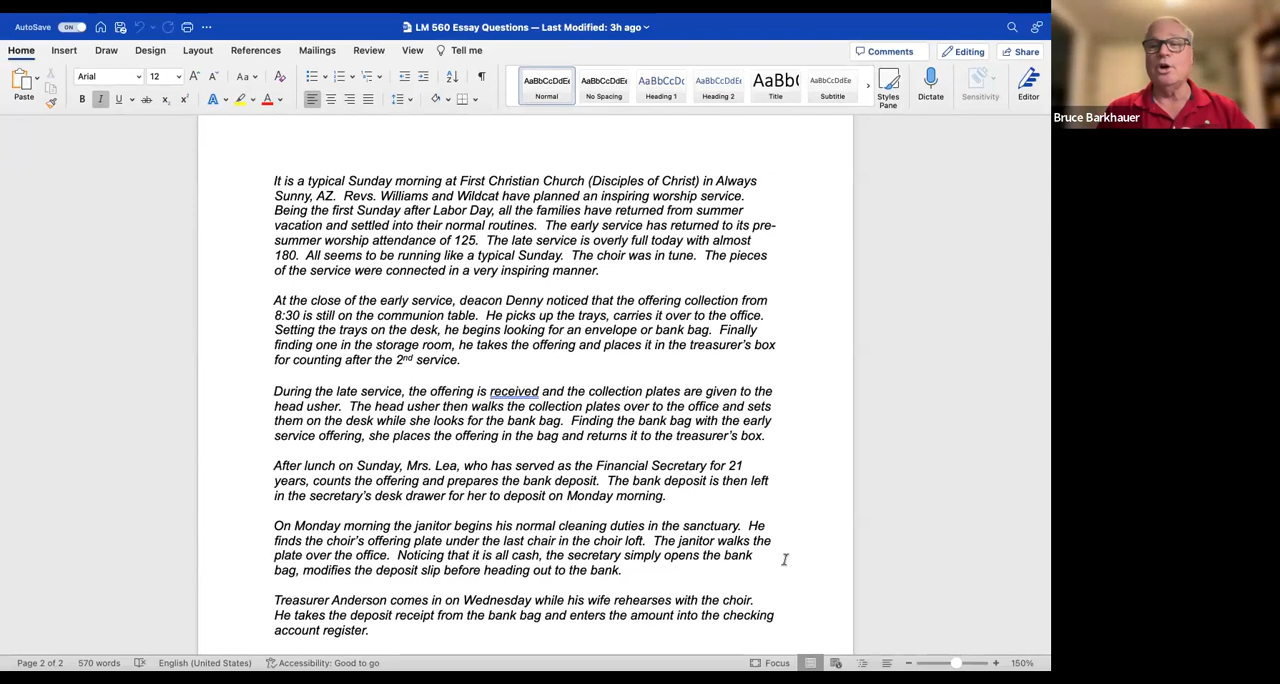 AutoSave ON
LM 560 Essay Questions — Last Modified: 3h ago
Home Insert Draw Design Layout References Mailings Review View Tell me
Comments Editing Share
Paste
Arial 12 Aa
B I U ab x, x² A A
AaBbCcDdEe AaBbCcDdEe AaBbCcDc AaBbCcDdEe AaBb( AaBbCcDdEe
Normal No Spacing Heading 1 Heading 2 Title Subtitle
Styles Pane Dictate Sensitivity Editor
Bruce Barkhauer
It is a typical Sunday morning at First Christian Church (Disciples of Christ) in Always
Sunny, AZ. Revs. Williams and Wildcat have planned an inspiring worship service.
Being the first Sunday after Labor Day, all the families have returned from summer
vacation and settled into their normal routines. The early service has returned to its pre-
summer worship attendance of 125. The late service is overly full today with almost
180. All seems to be running like a typical Sunday. The choir was in tune. The pieces
of the service were connected in a very inspiring manner.
At the close of the early service, deacon Denny noticed that the offering collection from
8:30 is still on the communion table. He picks up the trays, carries it over to the office.
Setting the trays on the desk, he begins looking for an envelope or bank bag. Finally
finding one in the storage room, he takes the offering and places it in the treasurer's box
for counting after the 2nd service.
During the late service, the offering is received and the collection plates are given to the
head usher. The head usher then walks the collection plates over to the office and sets
them on the desk while she looks for the bank bag. Finding the bank bag with the early
service offering, she places the offering in the bag and returns it to the treasurer's box.
After lunch on Sunday, Mrs. Lea, who has served as the Financial Secretary for 21
years, counts the offering and prepares the bank deposit. The bank deposit is then left
in the secretary's desk drawer for her to deposit on Monday morning.
On Monday morning the janitor begins his normal cleaning duties in the sanctuary. He
finds the choir's offering plate under the last chair in the choir loft. The janitor walks the
plate over the office. Noticing that it is all cash, the secretary simply opens the bank
bag, modifies the deposit slip before heading out to the bank.
Treasurer Anderson comes in on Wednesday while his wife rehearses with the choir.
He takes the deposit receipt from the bank bag and enters the amount into the checking
account register.
Page 2 of 2 570 words English (United States) Accessibility: Good to go Focus 150%